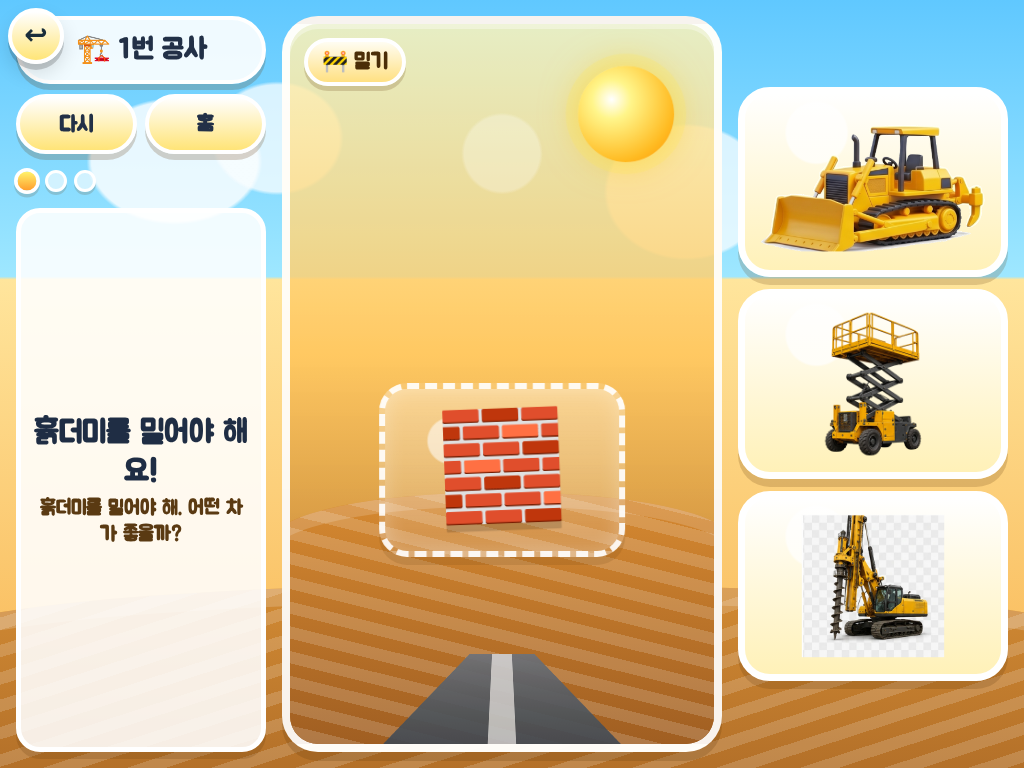 1번 공사
다시
홈
밀기
흙더미를 밀어야 해
요!
흙더미를 밀어야 해. 어떤 차
가 좋을까?